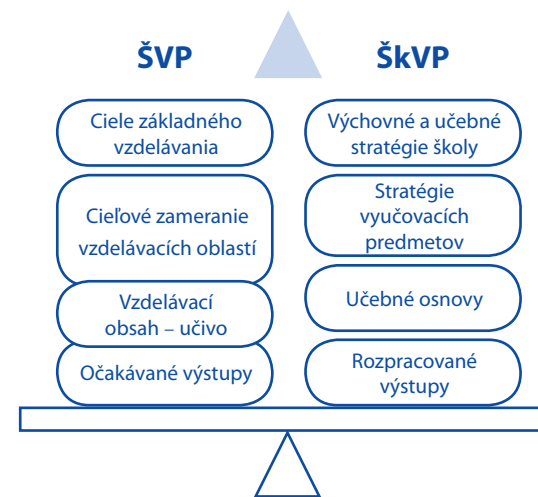 ŠVP
Ciele základného
vzdelávania
Cieľové zameranie
vzdelávacích oblastí
Vzdelávací
obsah – učivo
Očakávané výstupy
ŠkVP
Výchovné a učebné
stratégie školy
Stratégie
vyučovacích
predmetov
Učebné osnovy
Rozpracované
výstupy